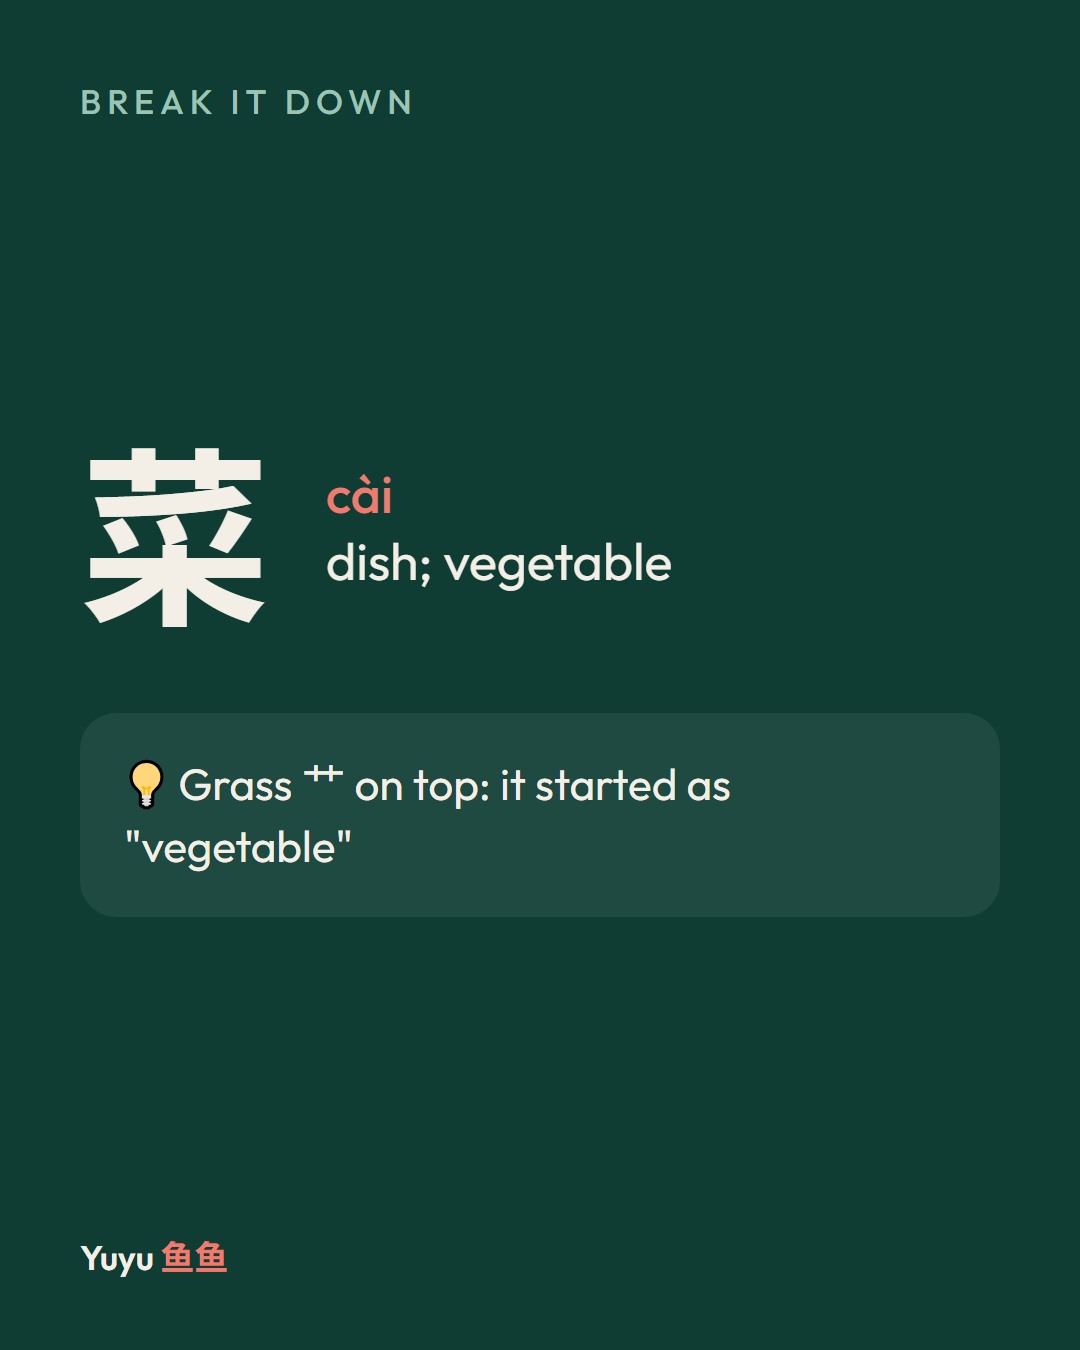 BREAK IT DOWN
菜
cài
dish; vegetable
💡 Grass 艹 on top: it started as
"vegetable"
Yuyu 鱼鱼